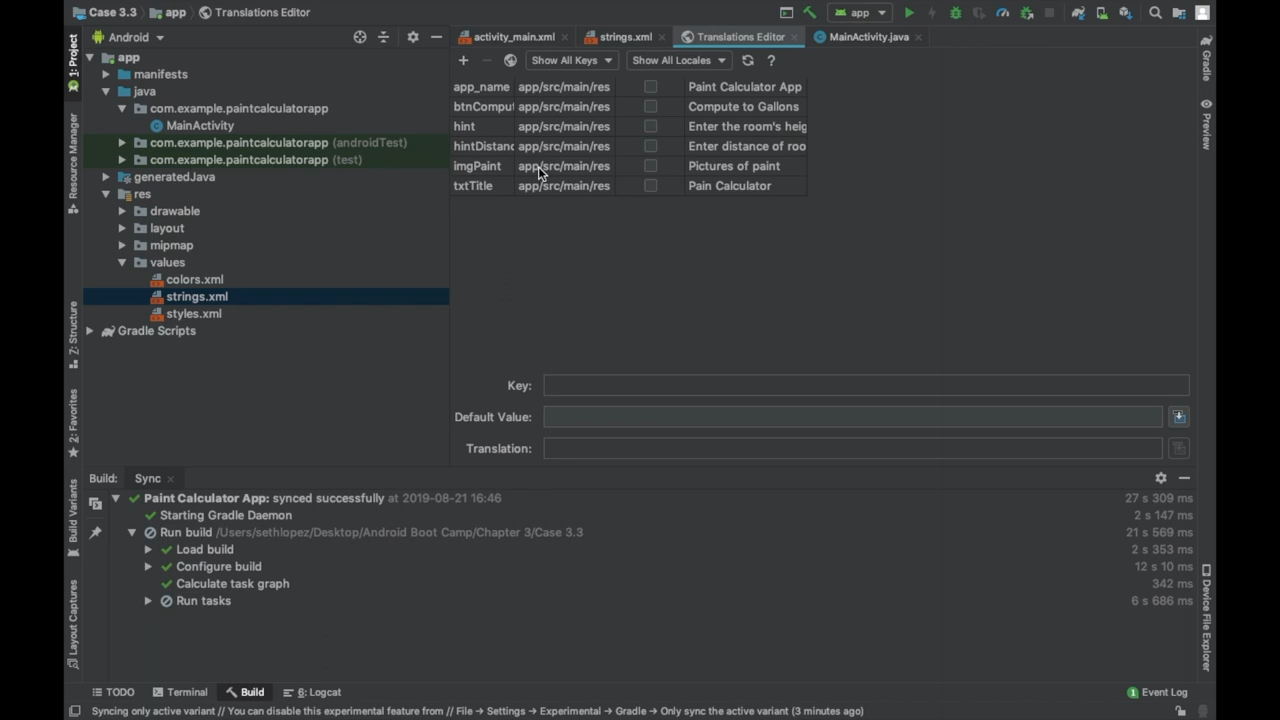 Case 3.3 app Translations Editor
app
1: Project
Android
activity_main.xml strings.xml Translations Editor MainActivity.java
Gradle
app
Show All Keys Show All Locales ?
manifests
java
com.example.paintcalculatorapp
MainActivity
com.example.paintcalculatorapp (androidTest)
com.example.paintcalculatorapp (test)
generatedJava
res
drawable
layout
mipmap
values
colors.xml
strings.xml
styles.xml
Gradle Scripts
Resource Manager
Preview
app_name app/src/main/res Paint Calculator App
btnComput app/src/main/res Compute to Gallons
hint app/src/main/res Enter the room's heig
hintDistanc app/src/main/res Enter distance of roo
imgPaint app/src/main/res Pictures of paint
txtTitle app/src/main/res Pain Calculator
Key:
Default Value:
Translation:
Z: Structure
2: Favorites
Build Variants
Layout Captures
Device File Explorer
Build: Sync
Paint Calculator App: synced successfully at 2019-08-21 16:46 27 s 309 ms
Starting Gradle Daemon 2 s 147 ms
Run build /Users/sethlopez/Desktop/Android Boot Camp/Chapter 3/Case 3.3 21 s 569 ms
Load build 2 s 353 ms
Configure build 12 s 10 ms
Calculate task graph 342 ms
Run tasks 6 s 686 ms
TODO Terminal Build 6: Logcat 1 Event Log
Syncing only active variant // You can disable this experimental feature from // File → Settings → Experimental → Gradle → Only sync the active variant (3 minutes ago)